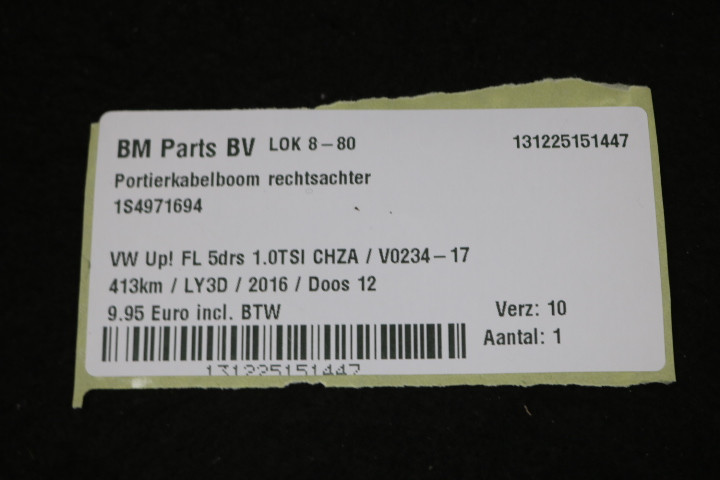 BM Parts BV LOK 8-80 131225151447
Portierkabelboom rechtsachter
1S4971694
VW Up! FL 5drs 1.0TSI CHZA / V0234-17
413km / LY3D / 2016 / Doos 12
9.95 Euro incl. BTW Verz: 10
Aantal: 1
131225151447